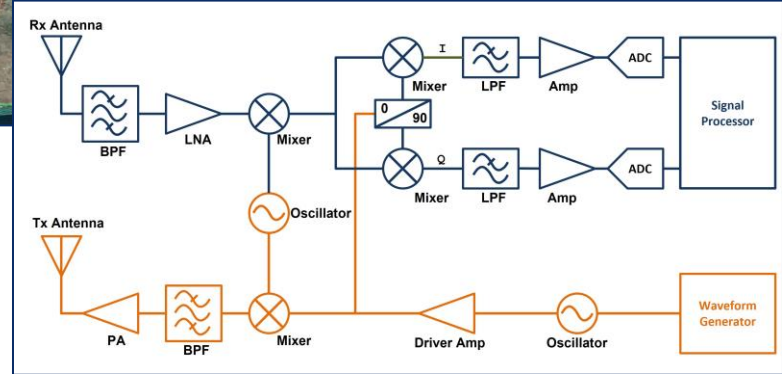 Rx Antenna
BPF
LNA
Mixer
I
Mixer
LPF
Amp
ADC
0
90
Signal
Processor
Q
Mixer
LPF
Amp
ADC
Oscillator
Tx Antenna
PA
BPF
Mixer
Driver Amp
Oscillator
Waveform
Generator